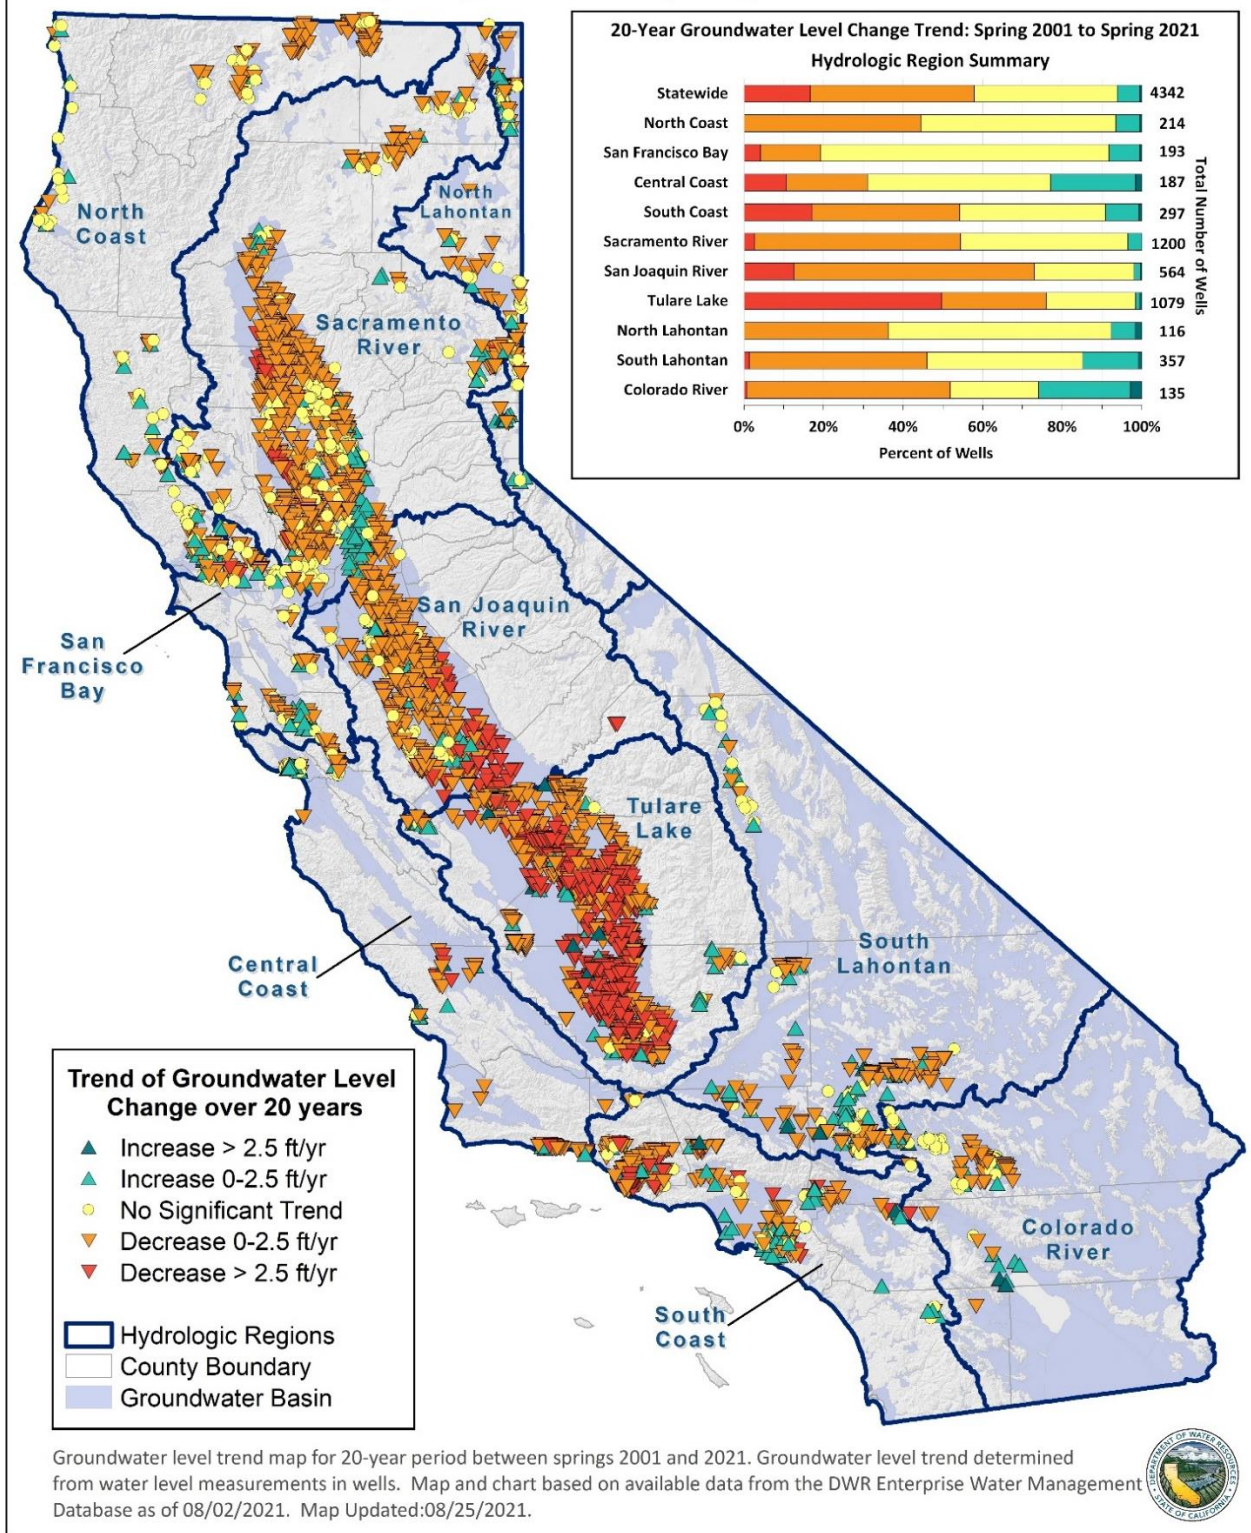 20-Year Groundwater Level Change Trend: Spring 2001 to Spring 2021
Hydrologic Region Summary
Statewide 4342
North Coast 214
San Francisco Bay 193
Central Coast 187
South Coast 297
Sacramento River 1200
San Joaquin River 564
Tulare Lake 1079
North Lahontan 116
South Lahontan 357
Colorado River 135
0% 20% 40% 60% 80% 100%
Percent of Wells
Total Number of Wells
North
Coast
North
Lahontan
Sacramento
River
San Joaquin
River
San
Francisco
Bay
Tulare
Lake
Central
Coast
South
Lahontan
Colorado
River
South
Coast
Trend of Groundwater Level
Change over 20 years
Increase > 2.5 ft/yr
Increase 0-2.5 ft/yr
No Significant Trend
Decrease 0-2.5 ft/yr
Decrease > 2.5 ft/yr
Hydrologic Regions
County Boundary
Groundwater Basin
Groundwater level trend map for 20-year period between springs 2001 and 2021. Groundwater level trend determined
from water level measurements in wells.  Map and chart based on available data from the DWR Enterprise Water Management
Database as of 08/02/2021.  Map Updated:08/25/2021.
DEPARTMENT OF WATER RESOURCES
STATE OF CALIFORNIA